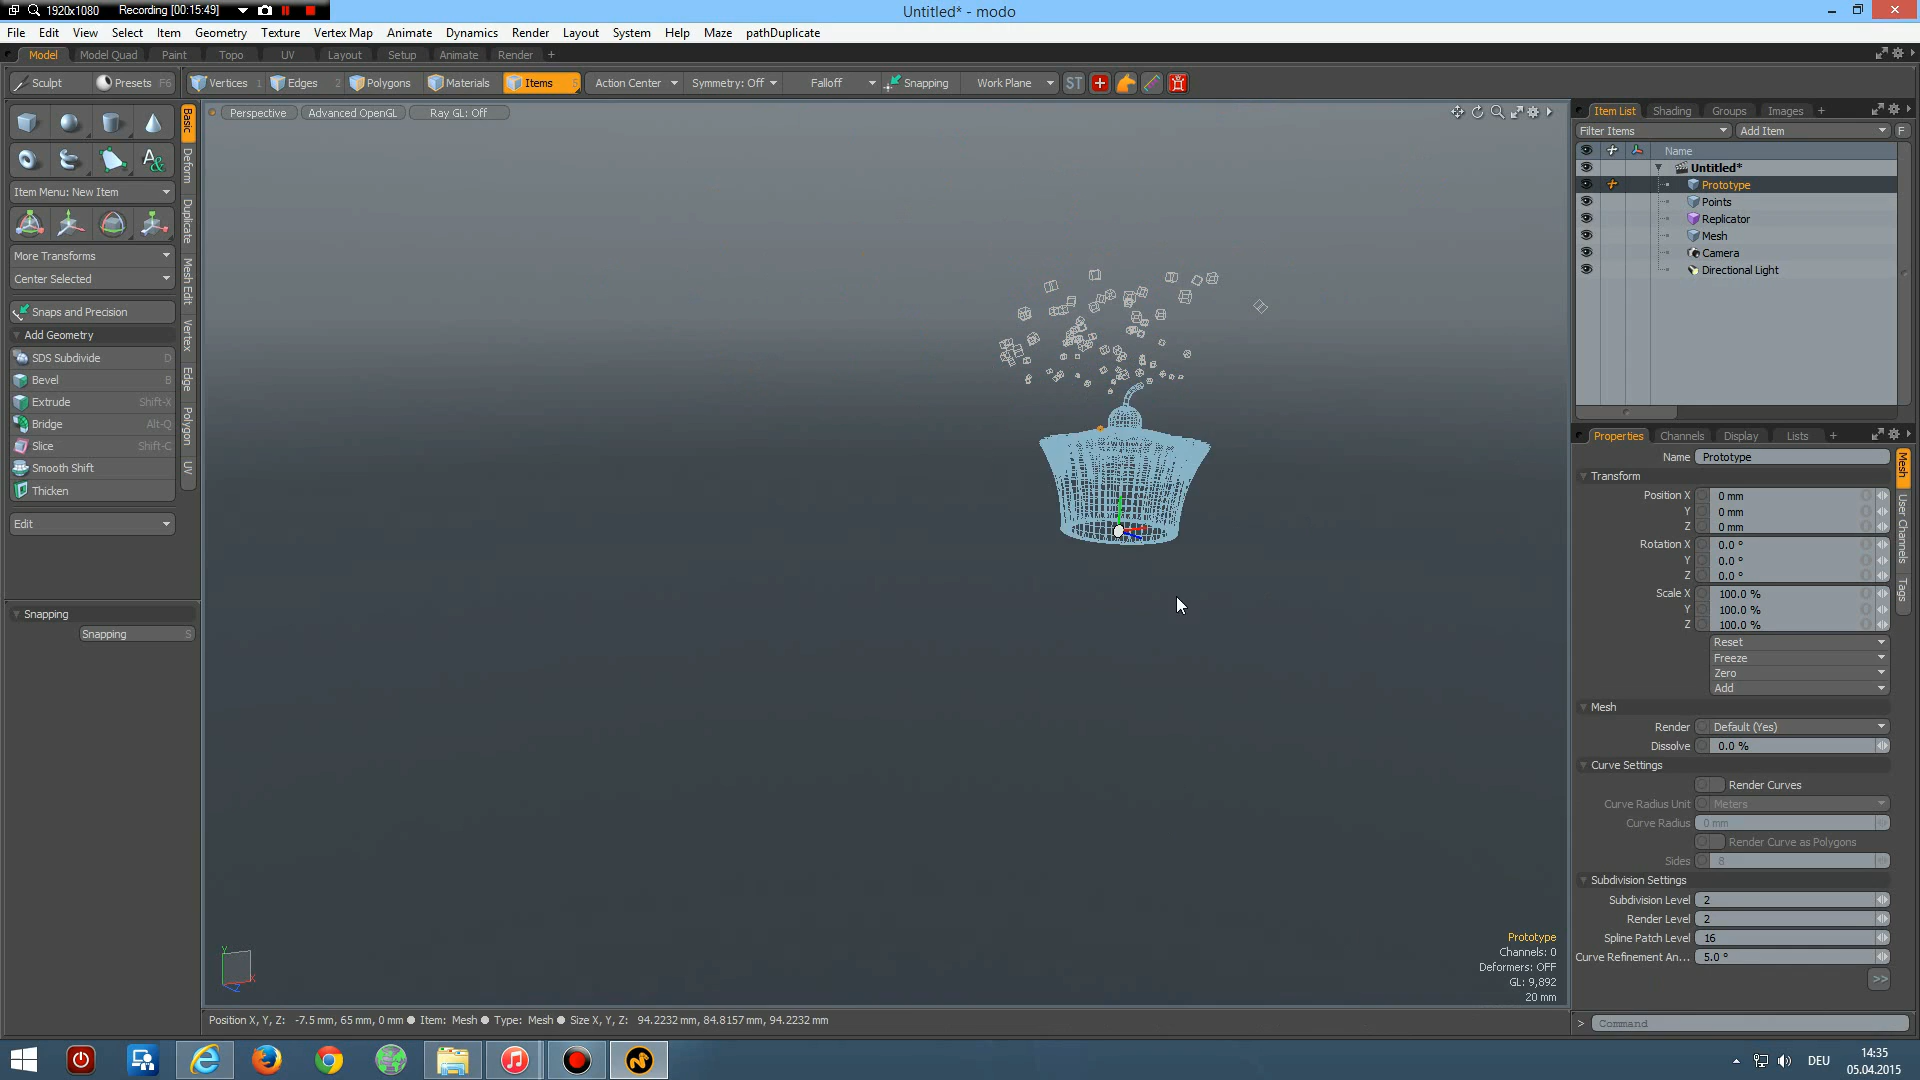 1920x1080 Recording [00:15:49]
Untitled* - modo
File Edit View Select Item Geometry Texture Vertex Map Animate Dynamics Render Layout System Help Maze pathDuplicate
Model Model Quad Paint Topo UV Layout Setup Animate Render +
Sculpt Presets F6 Vertices 1 Edges 2 Polygons 3 Materials 4 Items 5 Action Center Symmetry: Off Falloff Snapping Work Plane ST
Perspective Advanced OpenGL Ray GL: Off
Basic
Deform
Duplicate
Mesh Edit
Vertex
Edge
Polygon
UV
Item Menu: New Item
More Transforms
Center Selected
Snaps and Precision
Add Geometry
SDS Subdivide D
Bevel B
Extrude Shift-X
Bridge Alt-Q
Slice Shift-C
Smooth Shift
Thicken
Edit
Snapping
Snapping S
Y
X
Z
Prototype
Channels: 0
Deformers: OFF
GL: 9,892
20 mm
Position X, Y, Z: -7.5 mm, 65 mm, 0 mm Item: Mesh Type: Mesh Size X, Y, Z: 94.2232 mm, 84.8157 mm, 94.2232 mm
Item List Shading Groups Images +
Filter Items Add Item F
Name
Untitled*
Prototype
Points
Replicator
Mesh
Camera
Directional Light
Properties Channels Display Lists +
Mesh
User Channels
Tags
Name Prototype
Transform
Position X 0 mm
Y 0 mm
Z 0 mm
Rotation X 0.0 °
Y 0.0 °
Z 0.0 °
Scale X 100.0 %
Y 100.0 %
Z 100.0 %
Reset
Freeze
Zero
Add
Mesh
Render Default (Yes)
Dissolve 0.0 %
Curve Settings
Render Curves
Curve Radius Unit Meters
Curve Radius 0 mm
Render Curve as Polygons
Sides 8
Subdivision Settings
Subdivision Level 2
Render Level 2
Spline Patch Level 16
Curve Refinement An... 5.0 °
>>
> Command
DEU
14:35
05.04.2015